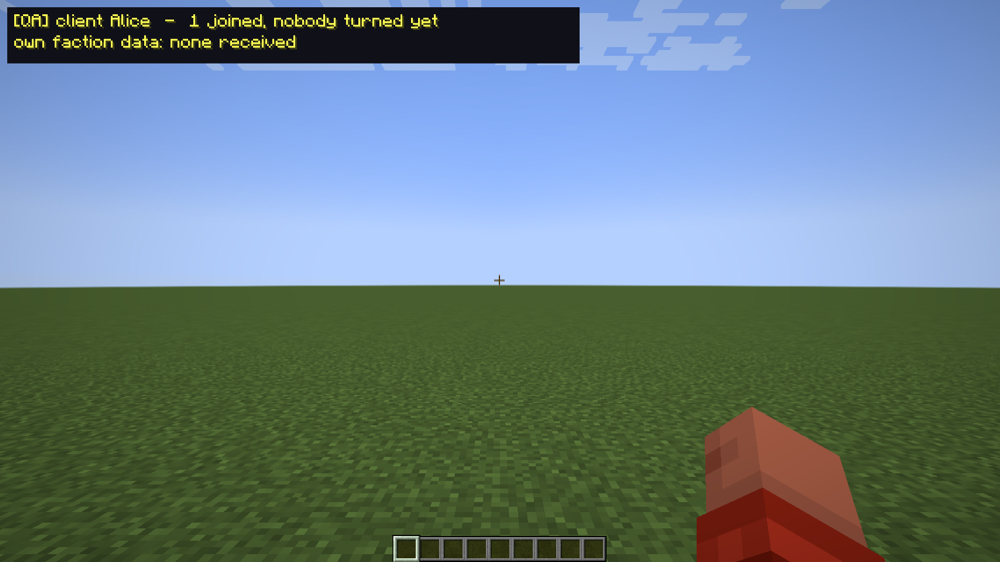 [QA] client Alice - 1 joined, nobody turned yet
own faction data: none received